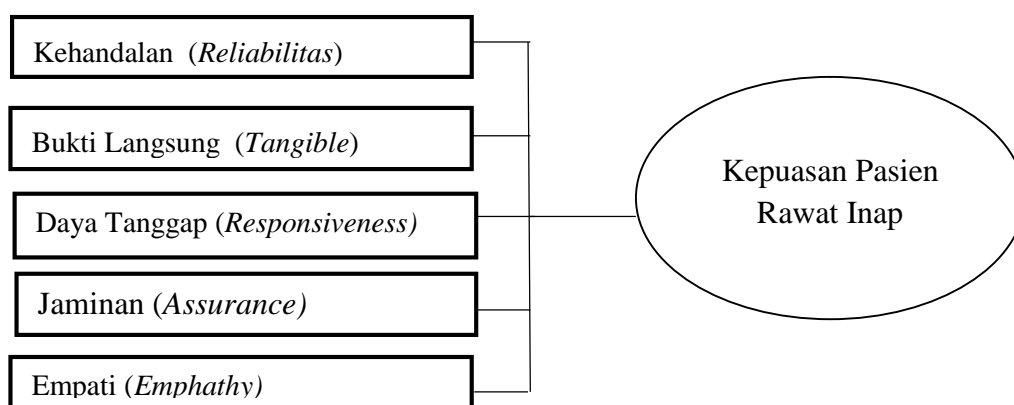 Kehandalan (Reliabilitas)
Bukti Langsung (Tangible)
Daya Tanggap (Responsiveness)
Jaminan (Assurance)
Empati (Emphathy)
Kepuasan Pasien
Rawat Inap